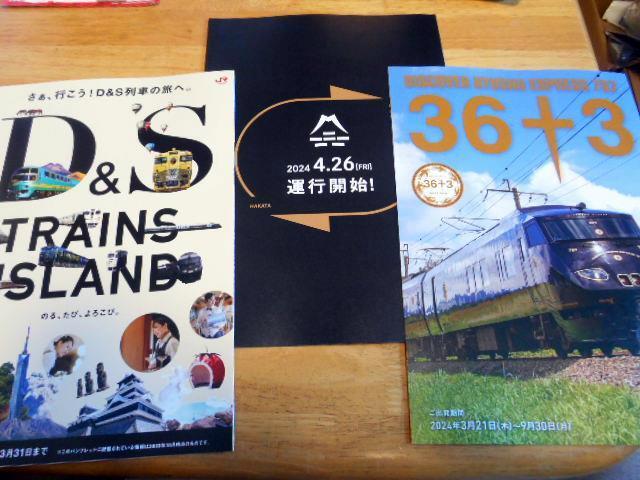 JR
さぁ、行こう！D&S列車の旅へ。
D&S
TRAINS
ISLAND
のる、たび、よろこび。
3月31日まで
2024 4.26 [FRI]
運行開始!
HAKATA
DISCOVER KYUSHU EXPRESS 787
36+3
36+3
ご出発期間
2024年3月21日(木)〜9月30日(月)